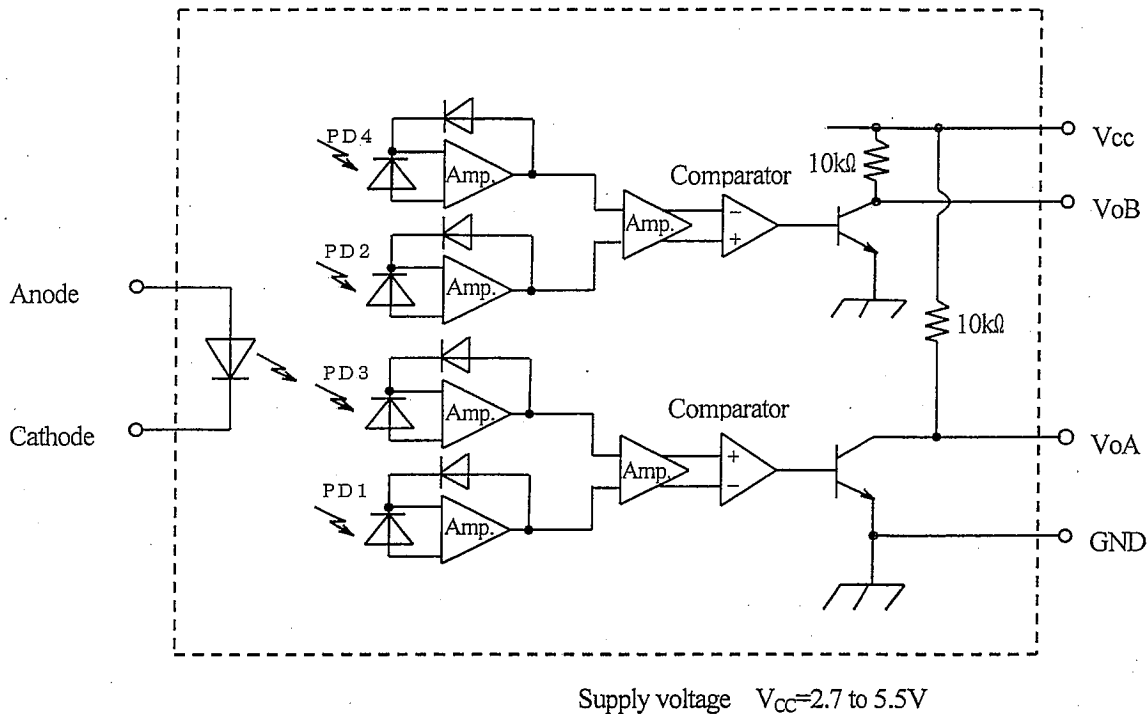 PD4
Amp.
PD2
Amp.
Amp.
Comparator
−
+
10kΩ
Vcc
VoB
Anode
Cathode
PD3
Amp.
PD1
Amp.
Amp.
Comparator
+
−
10kΩ
VoA
GND
Supply voltage VCC=2.7 to 5.5V